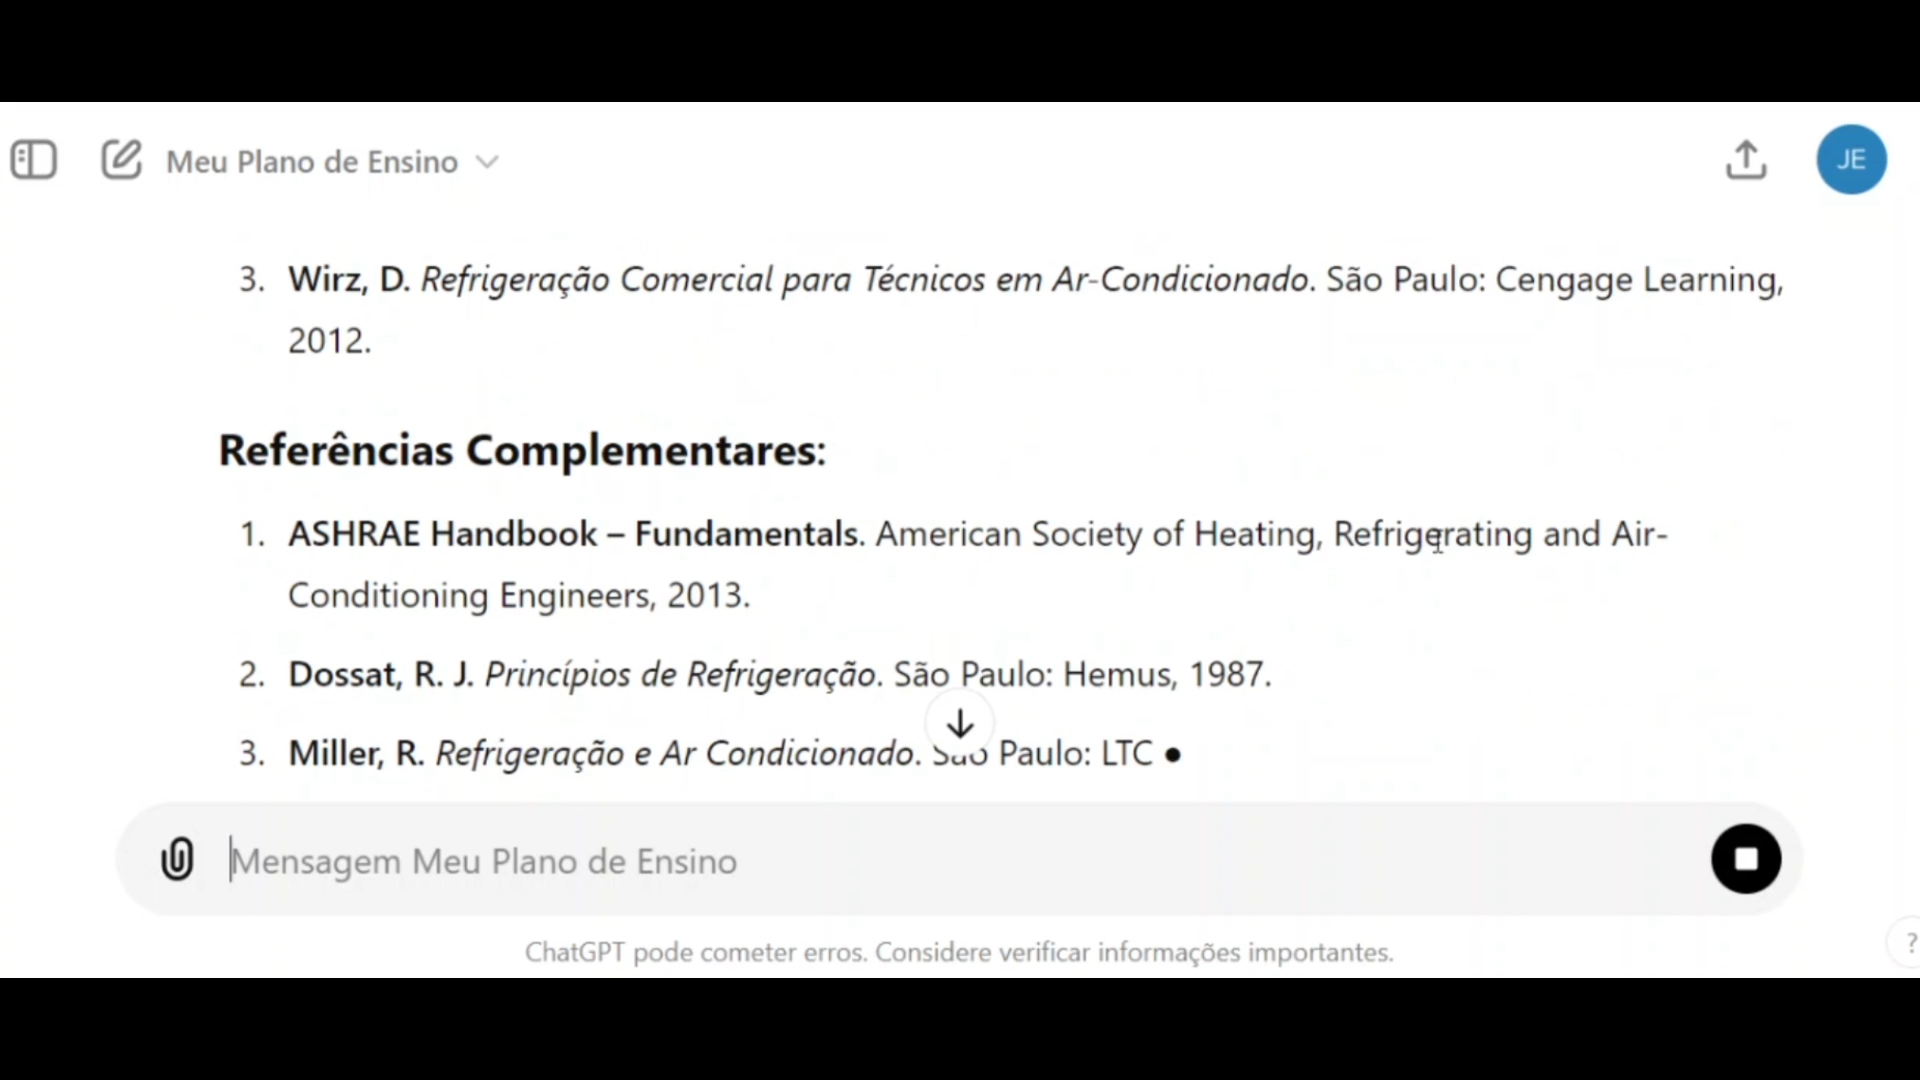 Meu Plano de Ensino
JE
3. Wirz, D. Refrigeração Comercial para Técnicos em Ar-Condicionado. São Paulo: Cengage Learning,
2012.
Referências Complementares:
1. ASHRAE Handbook – Fundamentals. American Society of Heating, Refrigerating and Air-
Conditioning Engineers, 2013.
2. Dossat, R. J. Princípios de Refrigeração. São Paulo: Hemus, 1987.
3. Miller, R. Refrigeração e Ar Condicionado. São Paulo: LTC ●
Mensagem Meu Plano de Ensino
ChatGPT pode cometer erros. Considere verificar informações importantes.
?